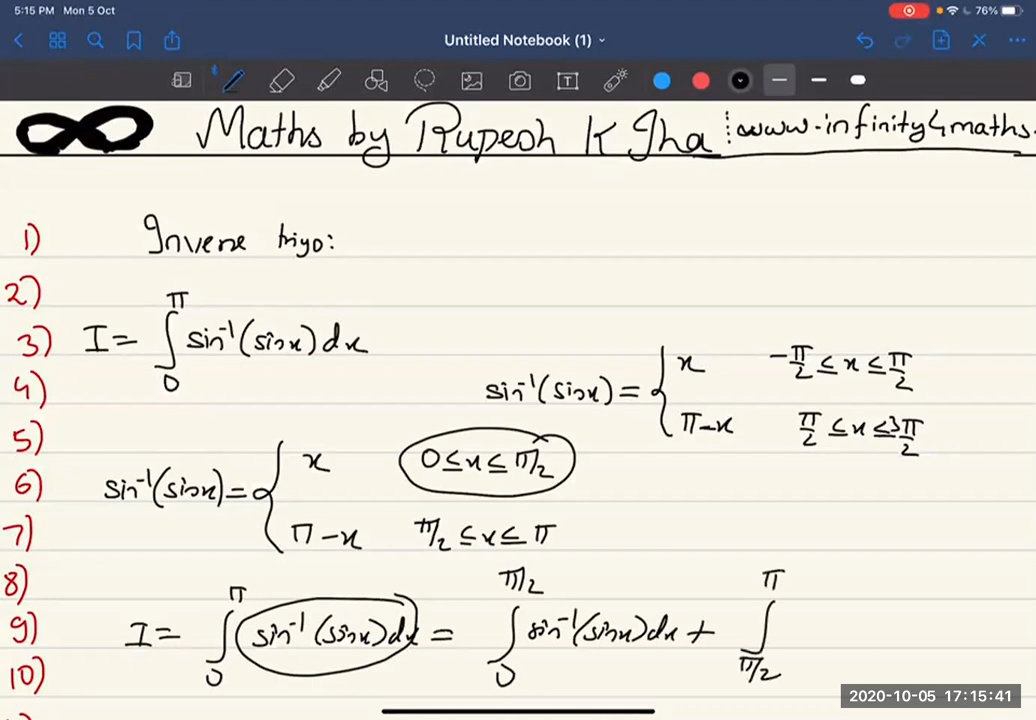 5:15 PM Mon 5 Oct 76%
Untitled Notebook (1)
Maths by Rupesh K Jha www.infinity4maths.
1) Inverse trigo:
2)
3) I = ∫₀^π sin⁻¹(sinx) dx
4) sin⁻¹(sinx) = { x -π/2 ≤ x ≤ π/2
5) π-x π/2 ≤ x ≤ 3π/2
6) sin⁻¹(sinx) = { x 0 ≤ x ≤ π/2
7) π-x π/2 ≤ x ≤ π
8)
9) I = ∫₀^π sin⁻¹(sinx) dx = ∫₀^π/2 sin⁻¹(sinx) dx + ∫π/2^π
10)
2020-10-05 17:15:41